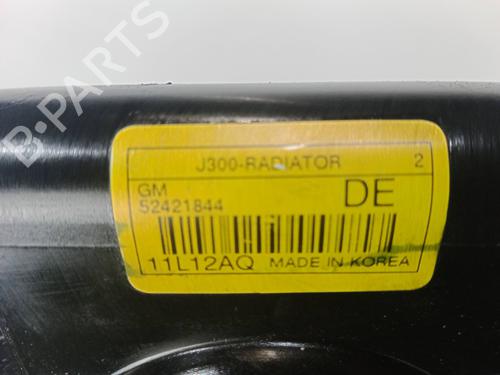 J300-RADIATOR 2
GM
52421844
DE
11L12AQ MADE IN KOREA
B-PARTS